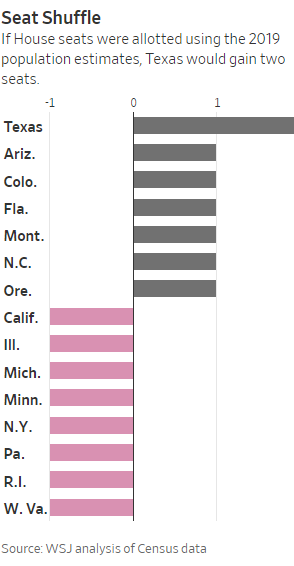 Seat Shuffle
If House seats were allotted using the 2019
population estimates, Texas would gain two
seats.
-1 0 1
Texas
Ariz.
Colo.
Fla.
Mont.
N.C.
Ore.
Calif.
Ill.
Mich.
Minn.
N.Y.
Pa.
R.I.
W. Va.
Source: WSJ analysis of Census data